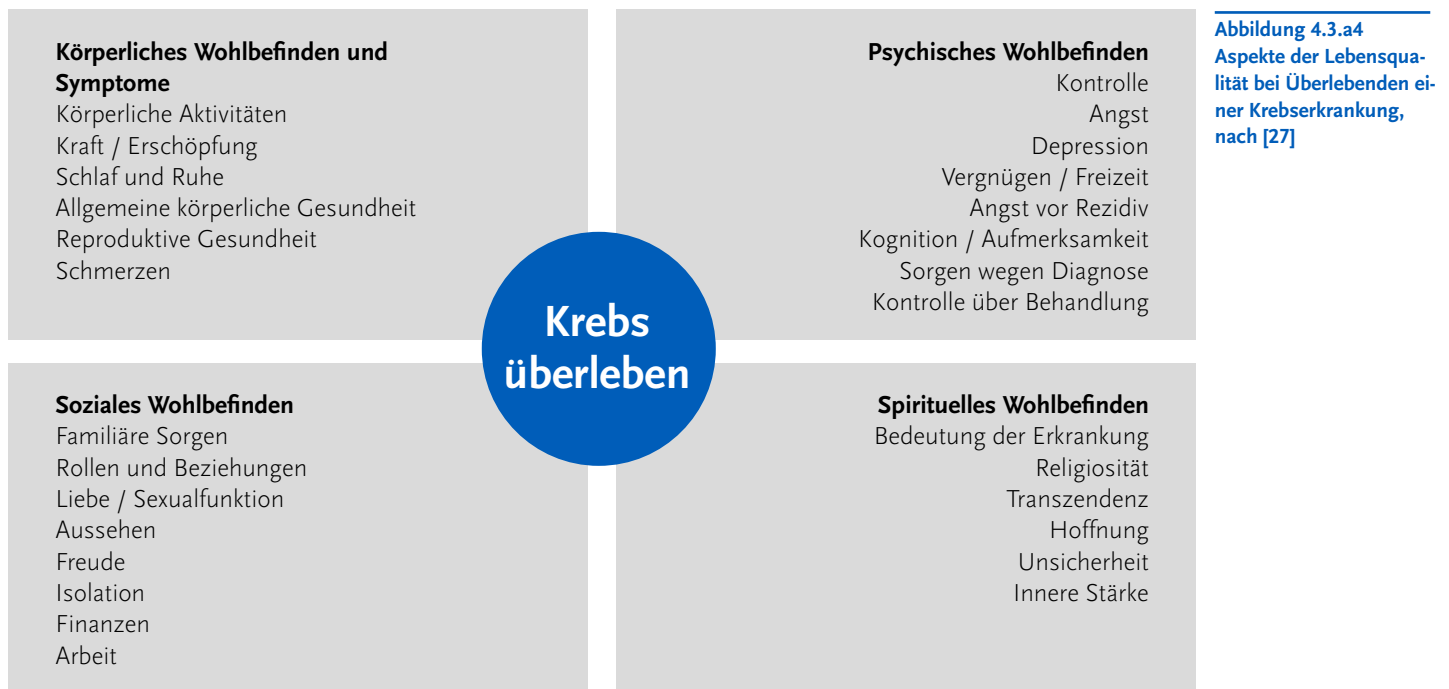 Körperliches Wohlbefinden und
Symptome
Körperliche Aktivitäten
Kraft / Erschöpfung
Schlaf und Ruhe
Allgemeine körperliche Gesundheit
Reproduktive Gesundheit
Schmerzen
Psychisches Wohlbefinden
Kontrolle
Angst
Depression
Vergnügen / Freizeit
Angst vor Rezidiv
Kognition / Aufmerksamkeit
Sorgen wegen Diagnose
Kontrolle über Behandlung
Krebs
überleben
Soziales Wohlbefinden
Familiäre Sorgen
Rollen und Beziehungen
Liebe / Sexualfunktion
Aussehen
Freude
Isolation
Finanzen
Arbeit
Spirituelles Wohlbefinden
Bedeutung der Erkrankung
Religiosität
Transzendenz
Hoffnung
Unsicherheit
Innere Stärke
Abbildung 4.3.a4
Aspekte der Lebensqua-
lität bei Überlebenden ei-
ner Krebserkrankung,
nach [27]